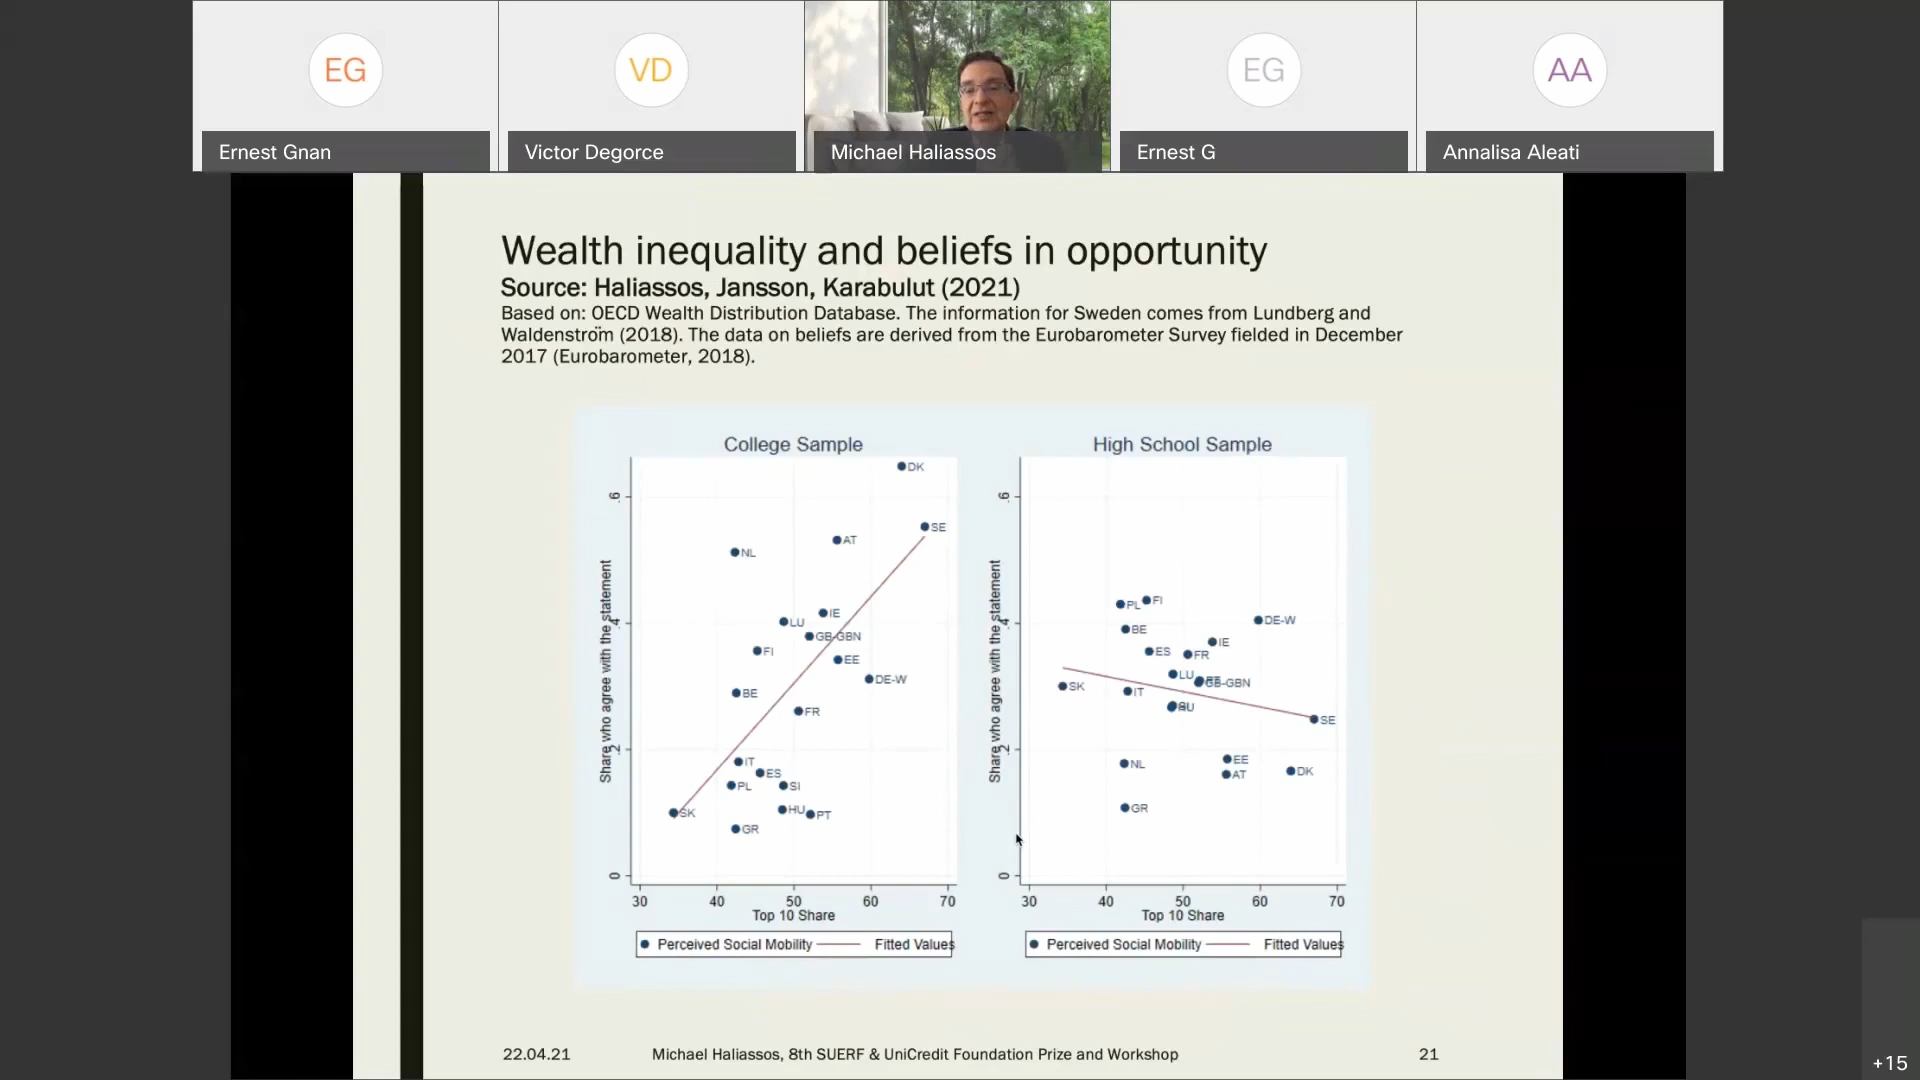 EG
VD
EG
AA
Ernest Gnan
Victor Degorce
Michael Haliassos
Ernest G
Annalisa Aleati
Wealth inequality and beliefs in opportunity
Source: Haliassos, Jansson, Karabulut (2021)
Based on: OECD Wealth Distribution Database. The information for Sweden comes from Lundberg and
Waldenström (2018). The data on beliefs are derived from the Eurobarometer Survey fielded in December
2017 (Eurobarometer, 2018).
College Sample
Share who agree with the statement
.6
.4
.2
0
DK
SE
AT
NL
IE
LU
GB-GBN
FI
EE
DE-W
BE
FR
IT
ES
PL
SI
HU
PT
SK
GR
30 40 50 60 70
Top 10 Share
Perceived Social Mobility
Fitted Values
High School Sample
Share who agree with the statement
.6
.4
.2
0
FI
PL
DE-W
BE
IE
ES
FR
LU
GB-GBN
SK
IT
SE
EE
NL
DK
AT
GR
30 40 50 60 70
Top 10 Share
Perceived Social Mobility
Fitted Values
22.04.21
Michael Haliassos, 8th SUERF & UniCredit Foundation Prize and Workshop
21
+15